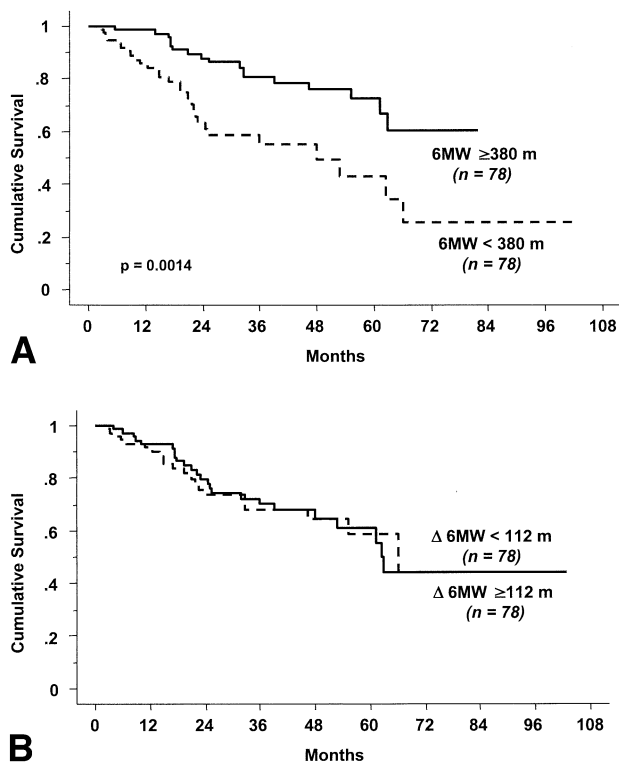 1
.8
.6
.4
.2
0
Cumulative Survival
6MW ≥380 m
(n = 78)
6MW < 380 m
(n = 78)
p = 0.0014
0 12 24 36 48 60 72 84 96 108
Months
A
1
.8
.6
.4
.2
0
Cumulative Survival
Δ 6MW < 112 m
(n = 78)
Δ 6MW ≥112 m
(n = 78)
0 12 24 36 48 60 72 84 96 108
Months
B